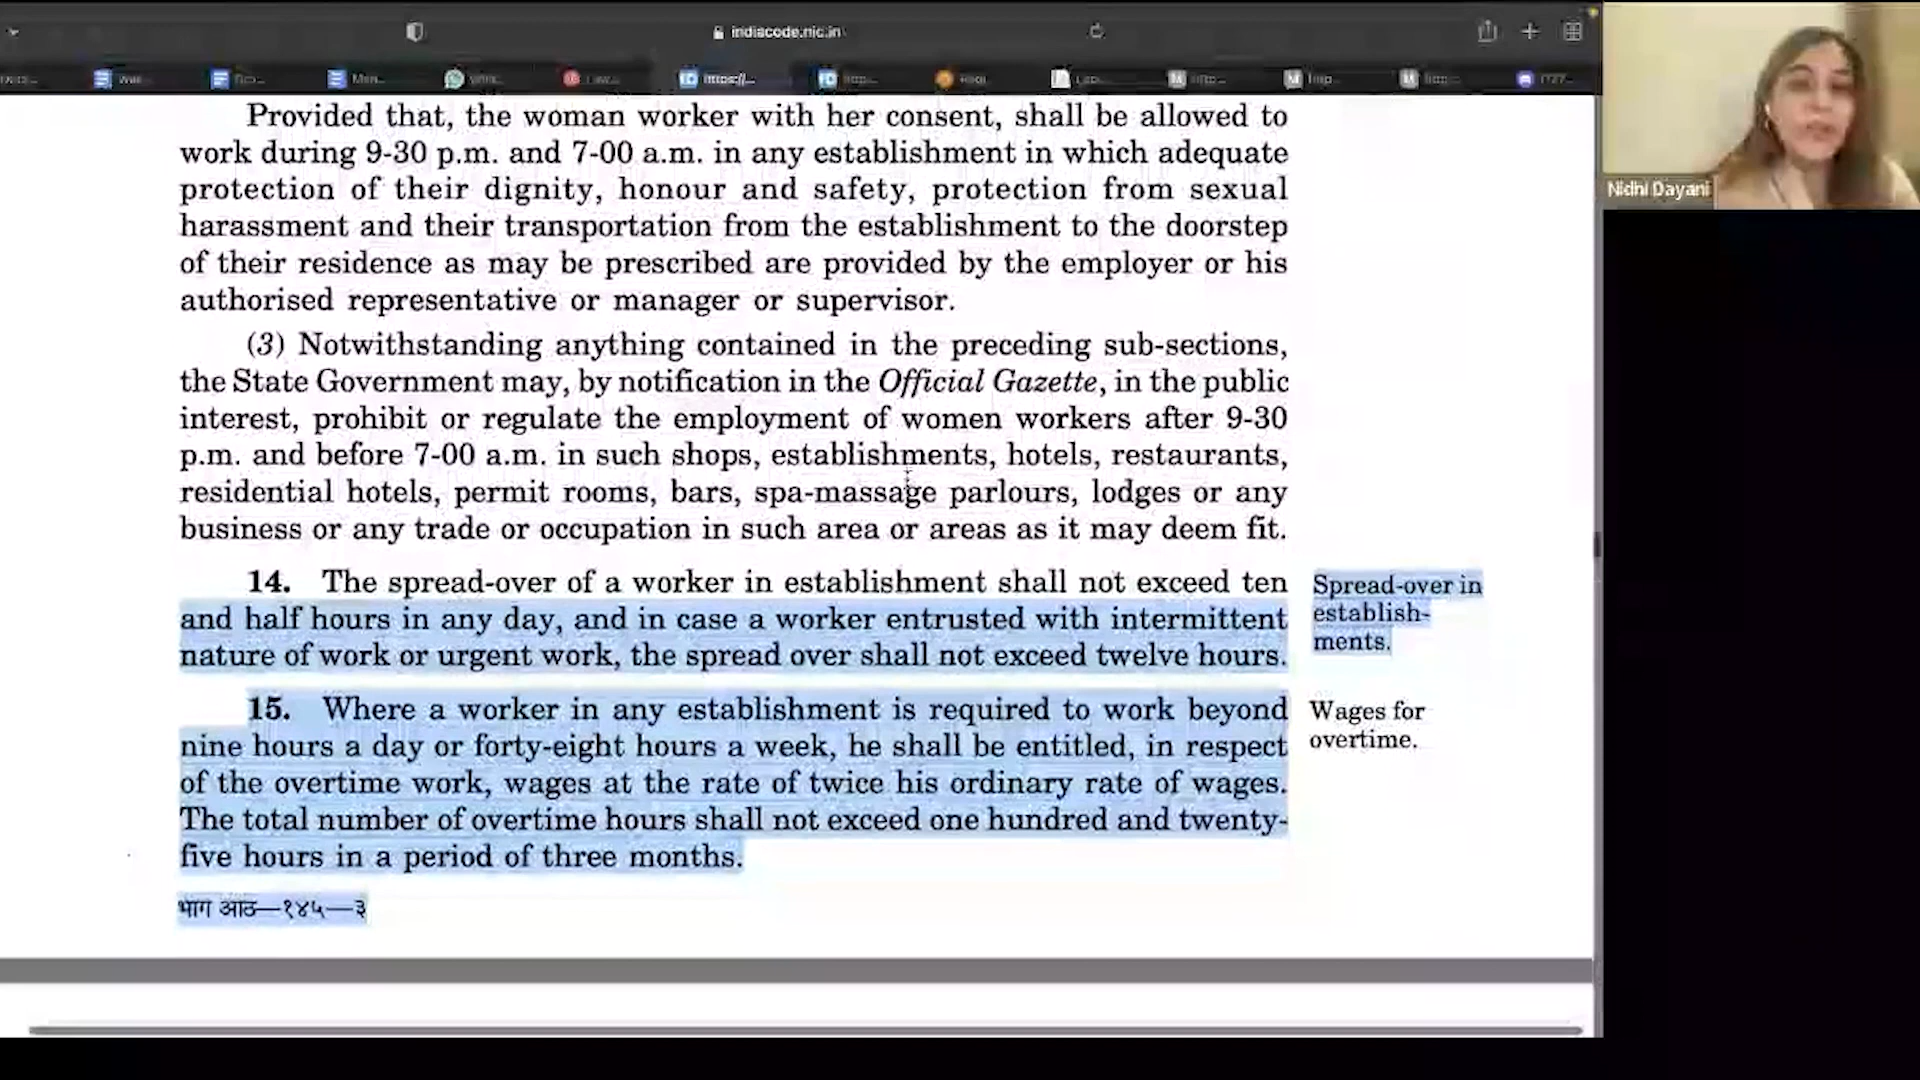 indiacode.nic.in
https://...
Provided that, the woman worker with her consent, shall be allowed to
work during 9-30 p.m. and 7-00 a.m. in any establishment in which adequate
protection of their dignity, honour and safety, protection from sexual
harassment and their transportation from the establishment to the doorstep
of their residence as may be prescribed are provided by the employer or his
authorised representative or manager or supervisor.
(3) Notwithstanding anything contained in the preceding sub-sections,
the State Government may, by notification in the Official Gazette, in the public
interest, prohibit or regulate the employment of women workers after 9-30
p.m. and before 7-00 a.m. in such shops, establishments, hotels, restaurants,
residential hotels, permit rooms, bars, spa-massage parlours, lodges or any
business or any trade or occupation in such area or areas as it may deem fit.
14. The spread-over of a worker in establishment shall not exceed ten
and half hours in any day, and in case a worker entrusted with intermittent
nature of work or urgent work, the spread over shall not exceed twelve hours.
Spread-over in
establish-
ments.
15. Where a worker in any establishment is required to work beyond
nine hours a day or forty-eight hours a week, he shall be entitled, in respect
of the overtime work, wages at the rate of twice his ordinary rate of wages.
The total number of overtime hours shall not exceed one hundred and twenty-
five hours in a period of three months.
Wages for
overtime.
भाग आठ—१४५—३
Nidhi Dayani